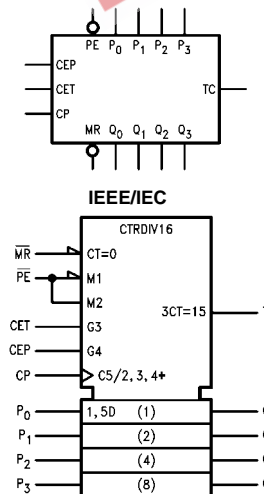 PE P0 P1 P2 P3
CEP
CET TC
CP
MR Q0 Q1 Q2 Q3
IEEE/IEC
CTRDIV16
MR CT=0
PE M1
M2
3CT=15
CET G3
CEP G4
CP C5/2,3,4+
P0 1,5D (1)
P1 (2)
P2 (4)
P3 (8)